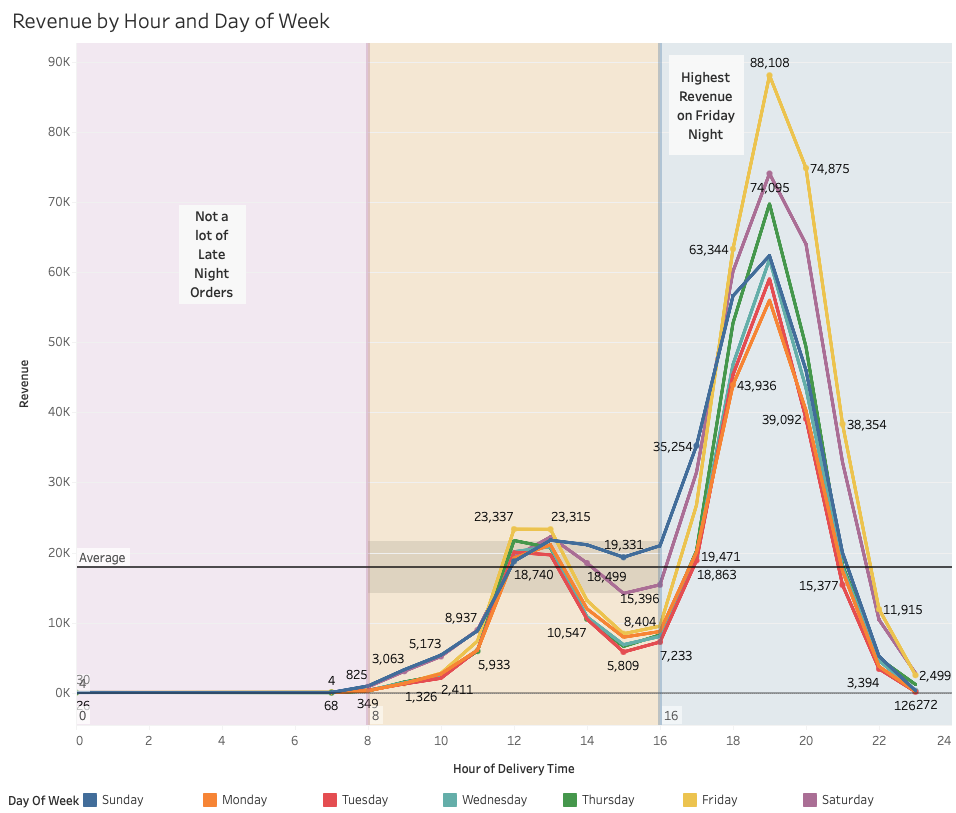 Revenue by Hour and Day of Week
90K
80K
70K
60K
50K
40K
30K
20K
10K
0K
Revenue
Not a
lot of
Late
Night
Orders
Highest
Revenue
on Friday
Night
Average
88,108
74,875
74,095
63,344
43,936
39,092
38,354
35,254
23,337
23,315
19,331
18,740
18,499
19,471
18,863
15,396
15,377
11,915
8,937
8,404
10,547
5,173
5,933
5,809
7,233
3,063
825
4
68
349
1,326
2,411
3,394
2,499
126
272
30
4
26
0
8
16
0
2
4
6
8
10
12
14
16
18
20
22
24
Hour of Delivery Time
Day Of Week
Sunday
Monday
Tuesday
Wednesday
Thursday
Friday
Saturday